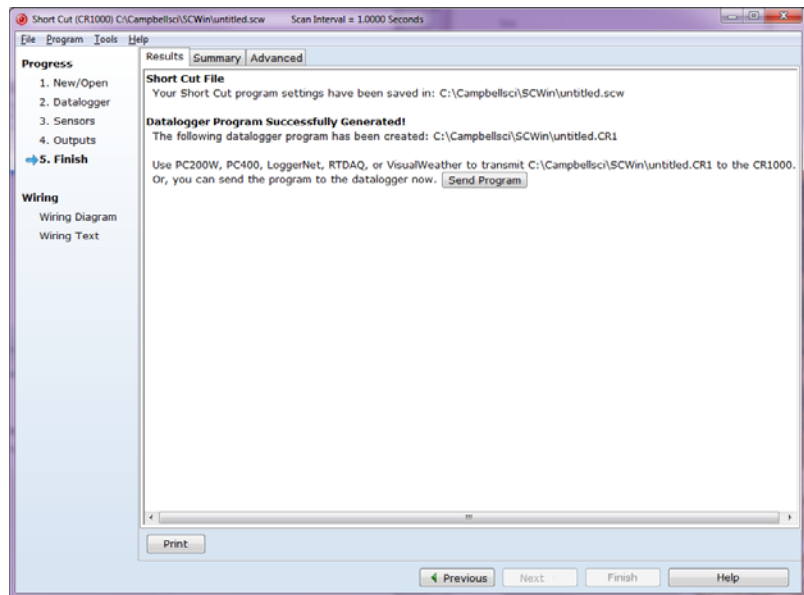 Short Cut (CR1000) C:\Campbellsci\SCWin\untitled.scw Scan Interval = 1.0000 Seconds
File Program Tools Help
Progress
1. New/Open
2. Datalogger
3. Sensors
4. Outputs
5. Finish
Wiring
Wiring Diagram
Wiring Text
Results Summary Advanced
Short Cut File
Your Short Cut program settings have been saved in: C:\Campbellsci\SCWin\untitled.scw
Datalogger Program Successfully Generated!
The following datalogger program has been created: C:\Campbellsci\SCWin\untitled.CR1
Use PC200W, PC400, LoggerNet, RTDAQ, or VisualWeather to transmit C:\Campbellsci\SCWin\untitled.CR1 to the CR1000.
Or, you can send the program to the datalogger now. Send Program
Print
Previous Next Finish Help